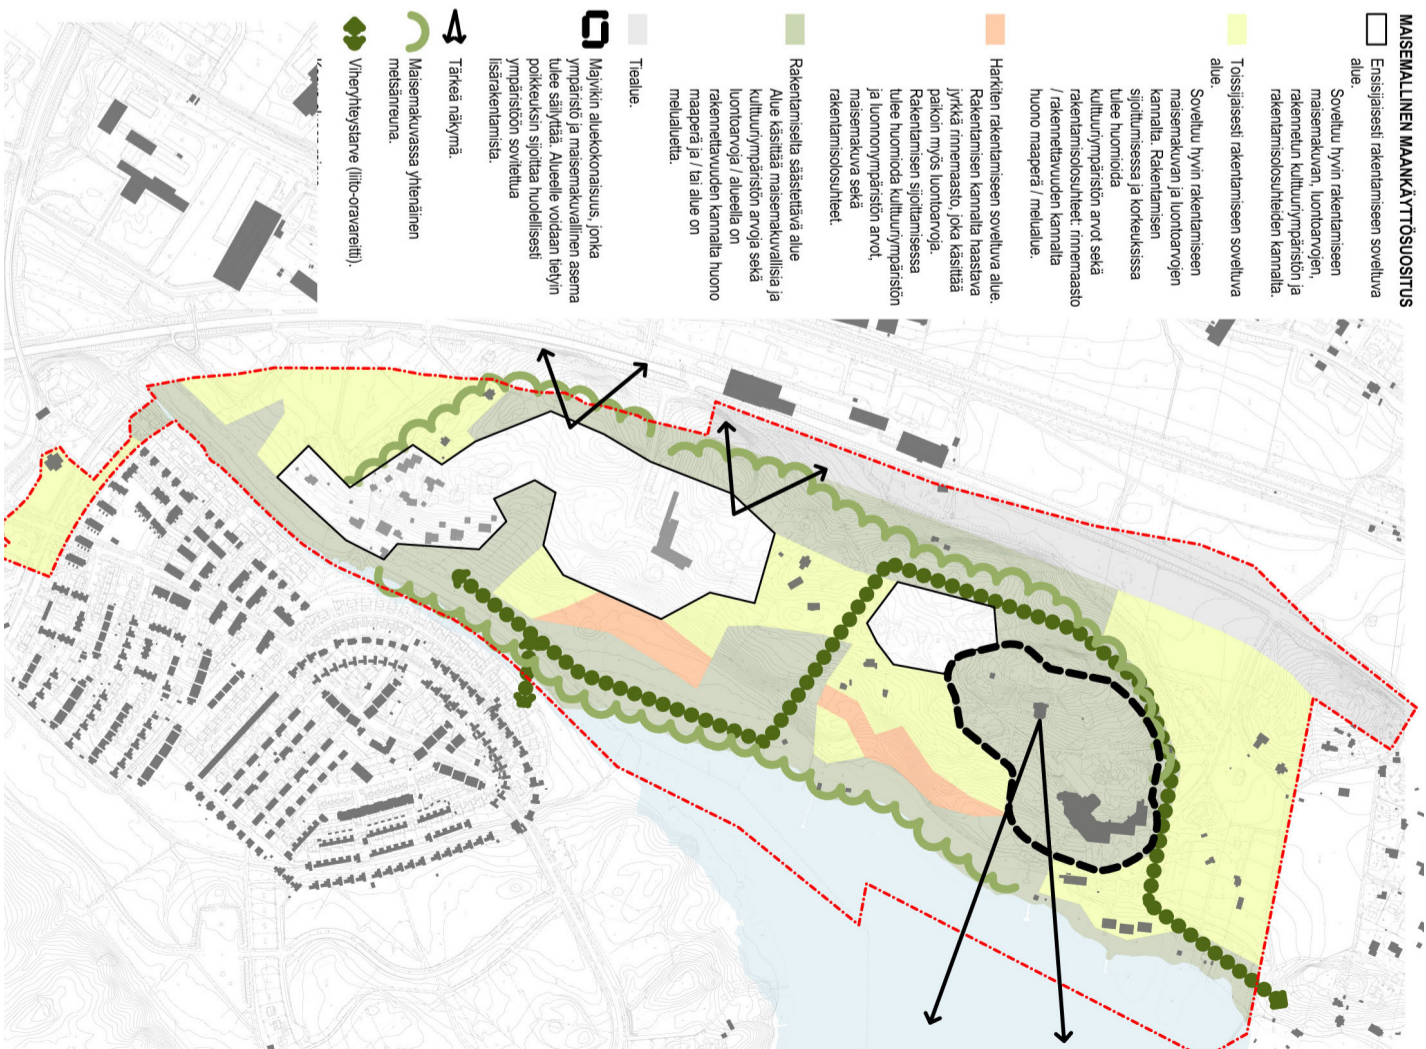 MAISEMALLINEN MAANKÄYTTÖSUOSITUS
Ensisijaisesti rakentamiseen soveltuva
alue.
Soveltuu hyvin rakentamiseen
maisemakuvan, luontoarvojen,
rakennetun kulttuuriympäristön ja
rakentamisolosuhteiden kannalta.
Toissijaisesti rakentamiseen soveltuva
alue.
Soveltuu hyvin rakentamiseen
maisemakuvan ja luontoarvojen
kannalta. Rakentamisen
sijoittumisessa ja korkeuksissa
tulee huomioida
kulttuuriympäristön arvot sekä
rakentamisolosuhteet: rinnemaasto
/ rakennettavuuden kannalta
huono maaperä / melualue.
Harkiten rakentamiseen soveltuva alue.
Rakentamisen kannalta haastava
jyrkkä rinnemaasto, joka käsittää
paikoin myös luontoarvoja.
Rakentamisen sijoittamisessa
tulee huomioida kulttuuriympäristön
ja luonnonympäristön arvot,
maisemakuva sekä
rakentamisolosuhteet.
Rakentamiselta säästettävä alue
Alue käsittää maisemakuvallisia ja
kulttuuriympäristön arvoja sekä
luontoarvoja / alueella on
rakennettavuuden kannalta huono
maaperä ja / tai alue on
melualuetta.
Tiealue.
Majvikin aluekokonaisuus, jonka
ympäristö ja maisemakuvallinen asema
tulee säilyttää. Alueelle voidaan tietyin
poikkeuksin sijoittaa huolellisesti
ympäristöön sovitettua
lisärakentamista.
Tärkeä näkymä.
Maisemakuvassa yhtenäinen
metsänreuna.
Viheryhteystarve (liito-oravareitti).